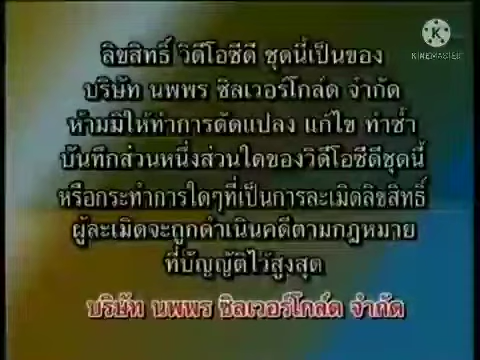 KINEMASTER
ลิขสิทธิ์ วิดีโอซีดี ชุดนี้เป็นของ
บริษัท นพพร ซิลเวอร์โกล์ด จำกัด
ห้ามมิให้ทำการดัดแปลง แก้ไข ทำซ้ำ
บันทึกส่วนหนึ่งส่วนใดของวิดีโอซีดีชุดนี้
หรือกระทำการใดๆที่เป็นการละเมิดลิขสิทธิ์
ผู้ละเมิดจะถูกดำเนินคดีตามกฎหมาย
ที่บัญญัติไว้สูงสุด
บริษัท นพพร ซิลเวอร์โกล์ด จำกัด